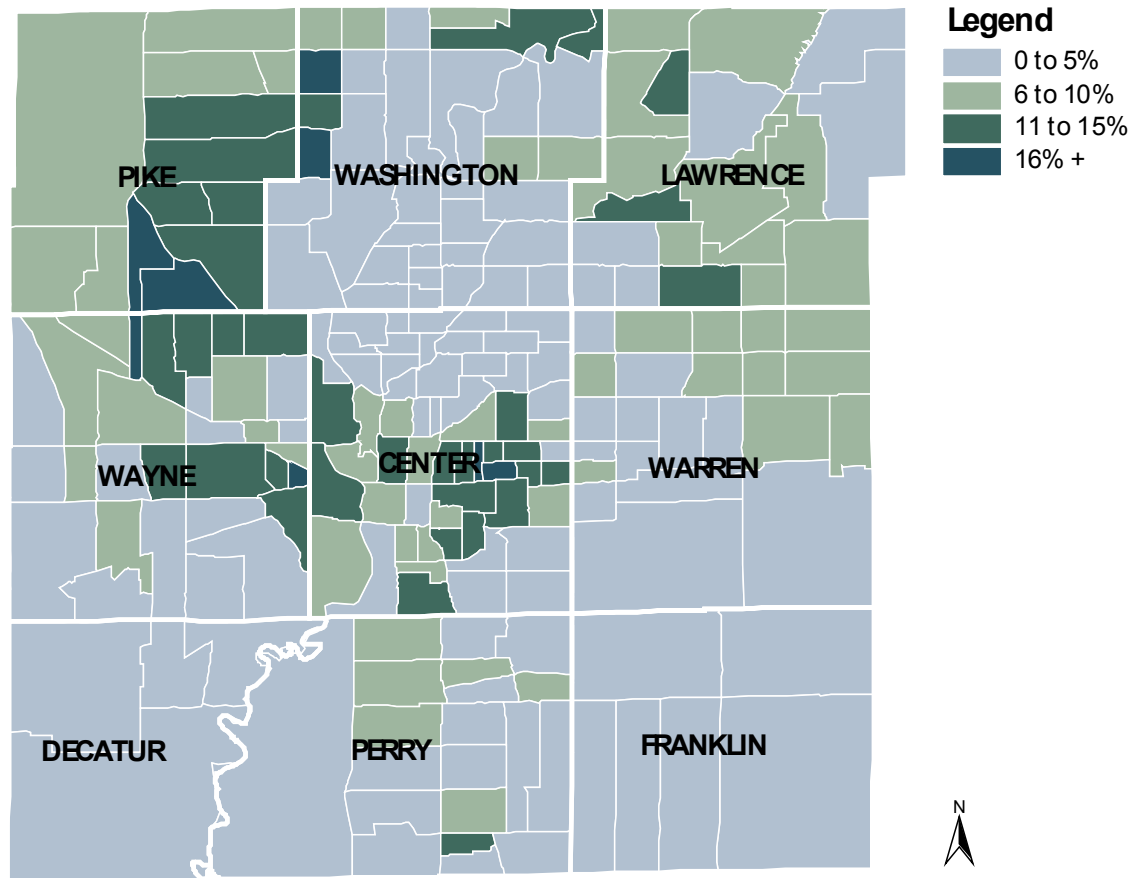 Legend
0 to 5%
6 to 10%
11 to 15%
16% +
PIKE
WASHINGTON
LAWRENCE
WAYNE
CENTER
WARREN
DECATUR
PERRY
FRANKLIN
N